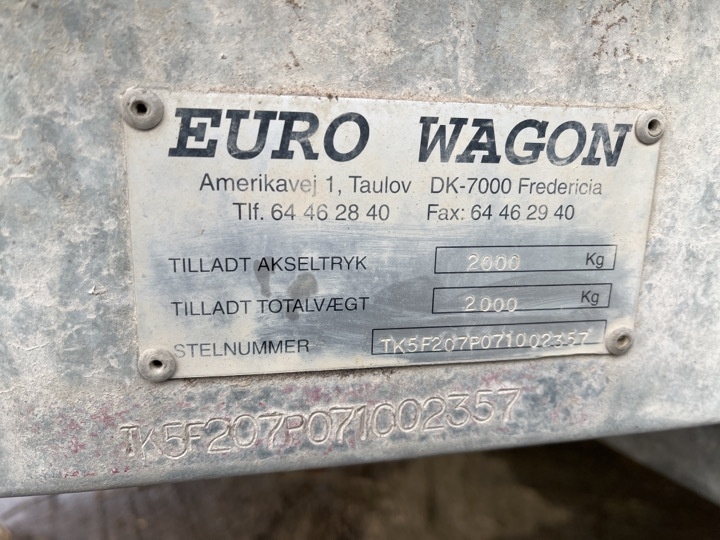 EURO WAGON
Amerikavej 1, Taulov DK-7000 Fredericia
Tlf. 64 46 28 40 Fax: 64 46 29 40
TILLADT AKSELTRYK 2000 Kg
TILLADT TOTALVÆGT 2000 Kg
STELNUMMER TK5F207P071002357
TK5F207P071002357